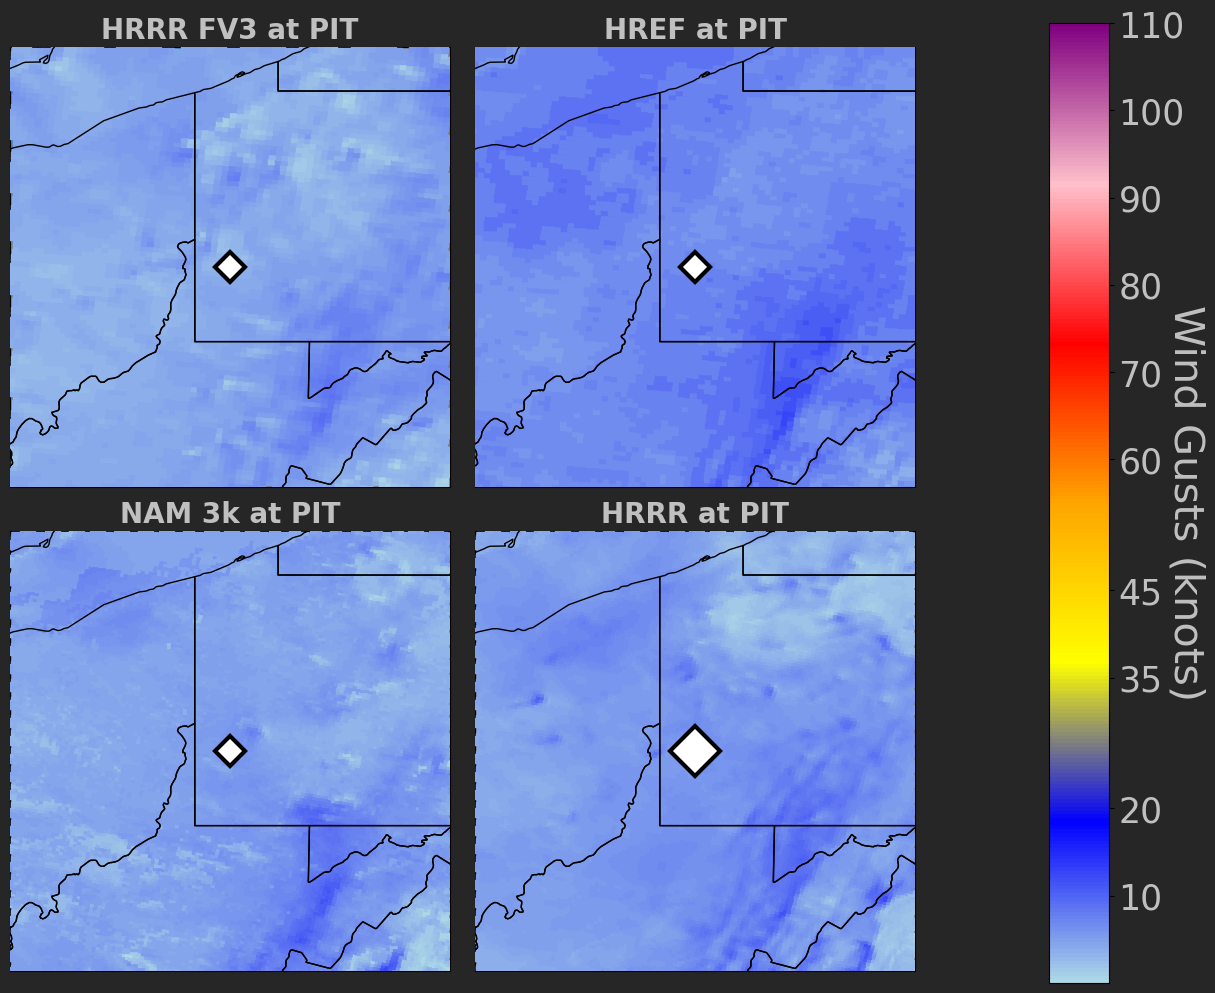 HRRR FV3 at PIT
HREF at PIT
NAM 3k at PIT
HRRR at PIT
110
100
90
80
70
60
45
35
20
10
Wind Gusts (knots)